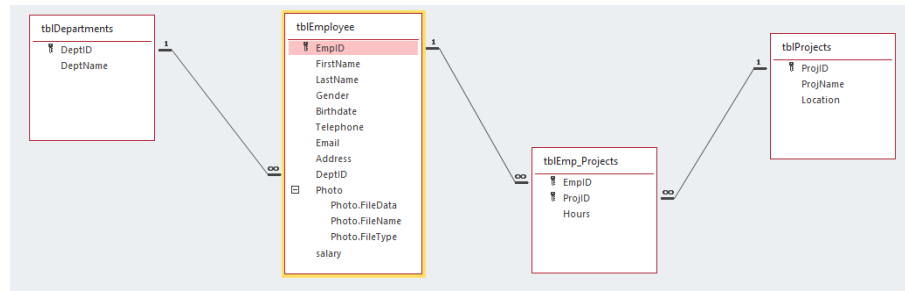 tblDepartments
DeptID
DeptName
1
∞
tblEmployee
EmpID
FirstName
LastName
Gender
Birthdate
Telephone
Email
Address
DeptID
Photo
Photo.FileData
Photo.FileName
Photo.FileType
salary
1
∞
tblEmp_Projects
EmpID
ProjID
Hours
∞
1
tblProjects
ProjID
ProjName
Location